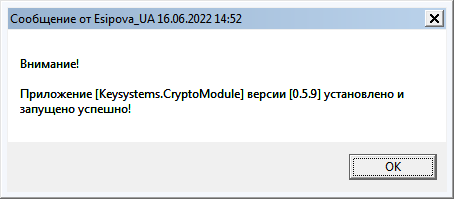 Сообщение от Esipova_UA 16.06.2022 14:52
Внимание!
Приложение [Keysystems.CryptoModule] версии [0.5.9] установлено и
запущено успешно!
OK